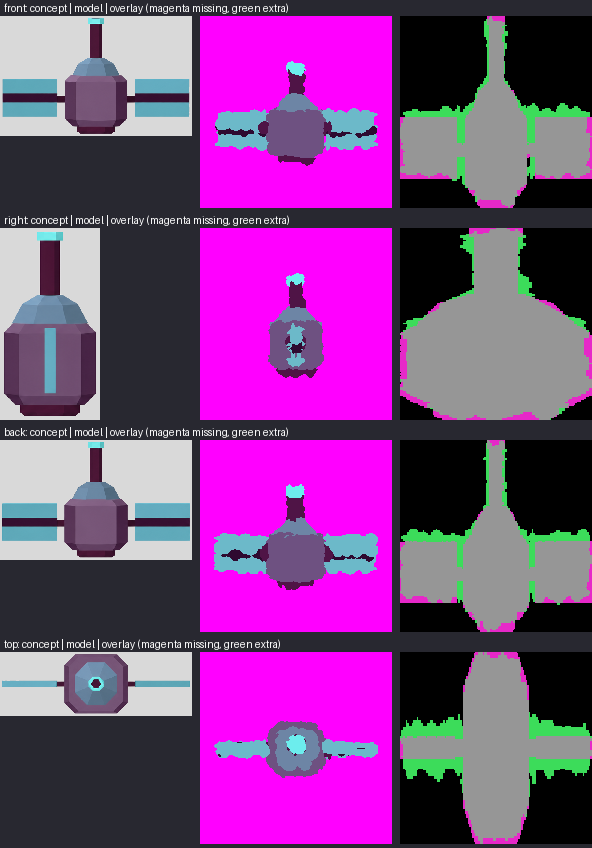 front: concept | model | overlay (magenta missing, green extra)
right: concept | model | overlay (magenta missing, green extra)
back: concept | model | overlay (magenta missing, green extra)
top: concept | model | overlay (magenta missing, green extra)